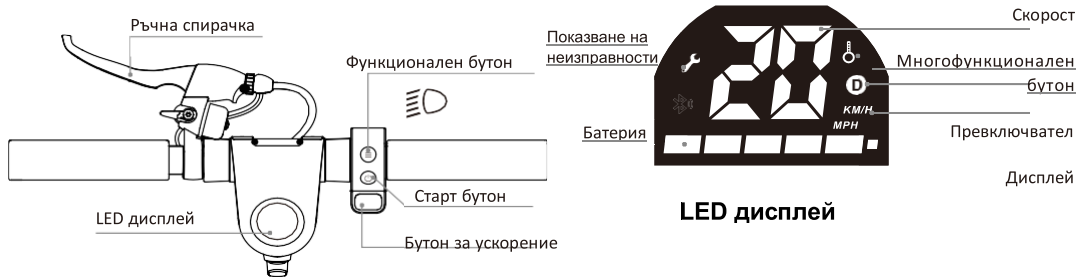 Ръчна спирачка
Функционален бутон
Старт бутон
LED дисплей
Бутон за ускорение
Показване на
неизправности
Батерия
20
D
KM/H
MPH
Скорост
Многофункционален
бутон
Превключвател
Дисплей
LED дисплей